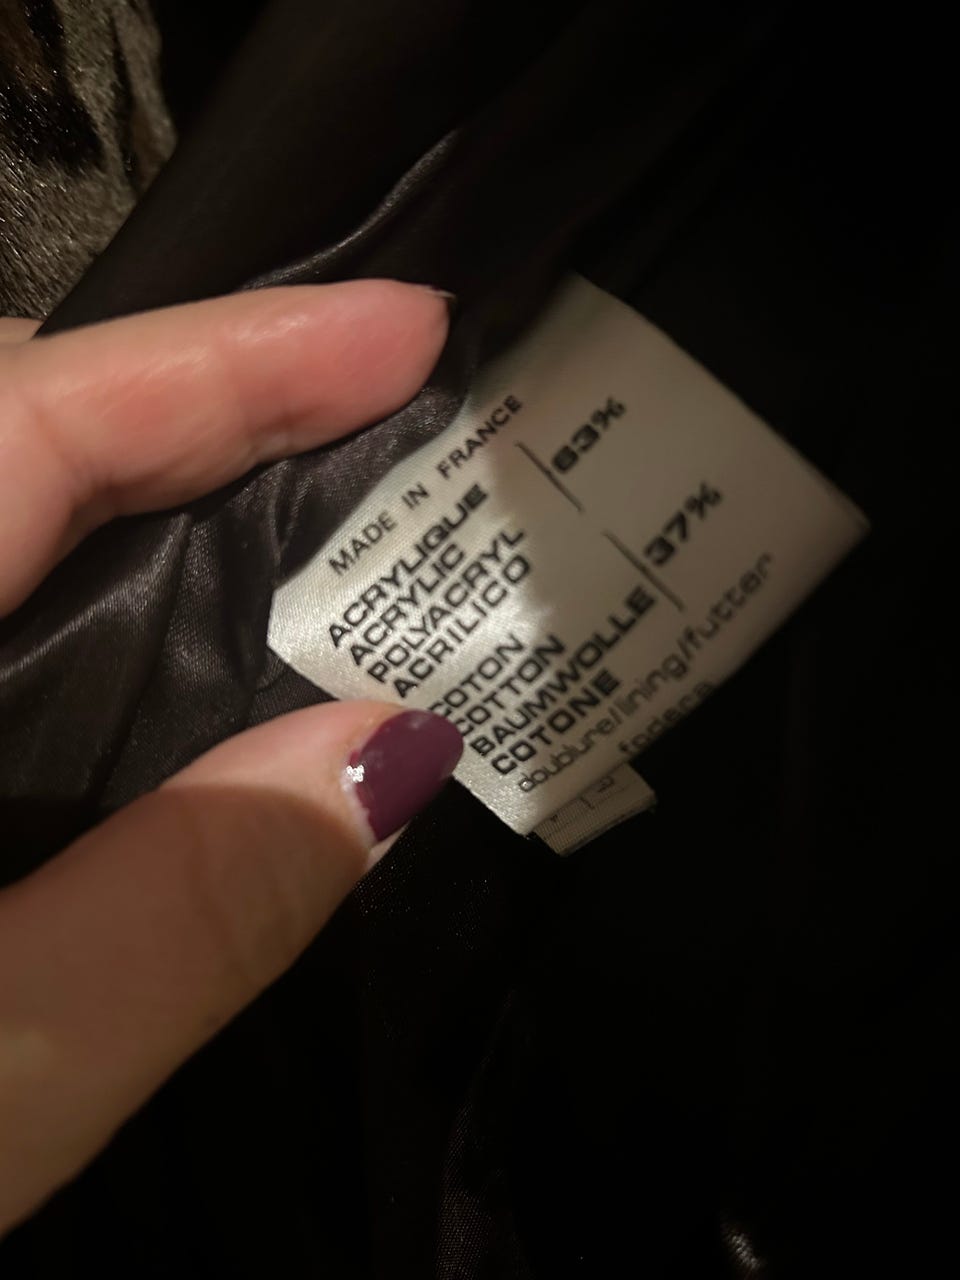 MADE IN FRANCE
ACRYLIQUE
ACRYLIC
POLYACRYL
ACRILICO
63%
COTON
COTTON
BAUMWOLLE
COTONE
37%
doublure/lining/futter
fodera